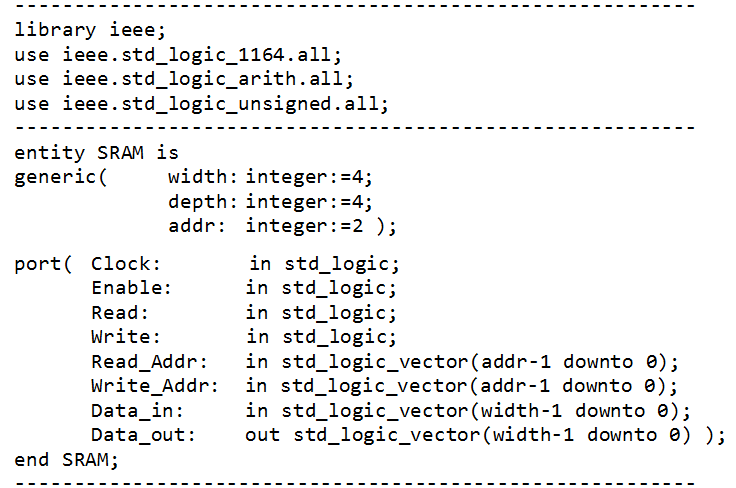 --------------------------------------------------------------
library ieee;
use ieee.std_logic_1164.all;
use ieee.std_logic_arith.all;
use ieee.std_logic_unsigned.all;
--------------------------------------------------------------
entity SRAM is
generic( width: integer:=4;
depth: integer:=4;
addr: integer:=2 );
port( Clock: in std_logic;
Enable: in std_logic;
Read: in std_logic;
Write: in std_logic;
Read_Addr: in std_logic_vector(addr-1 downto 0);
Write_Addr: in std_logic_vector(addr-1 downto 0);
Data_in: in std_logic_vector(width-1 downto 0);
Data_out: out std_logic_vector(width-1 downto 0) );
end SRAM;
--------------------------------------------------------------